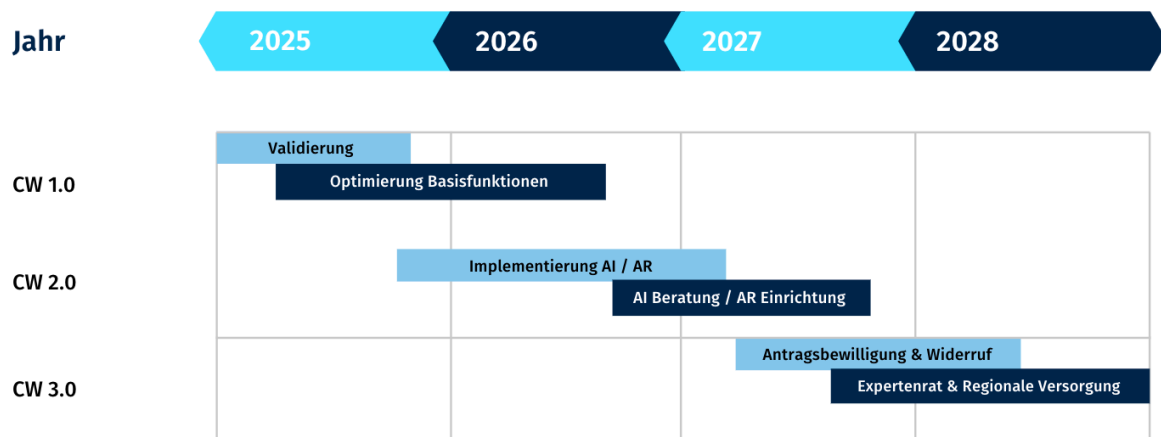 Jahr
2025
2026
2027
2028
CW 1.0
Validierung
Optimierung Basisfunktionen
CW 2.0
Implementierung AI / AR
AI Beratung / AR Einrichtung
CW 3.0
Antragsbewilligung & Widerruf
Expertenrat & Regionale Versorgung